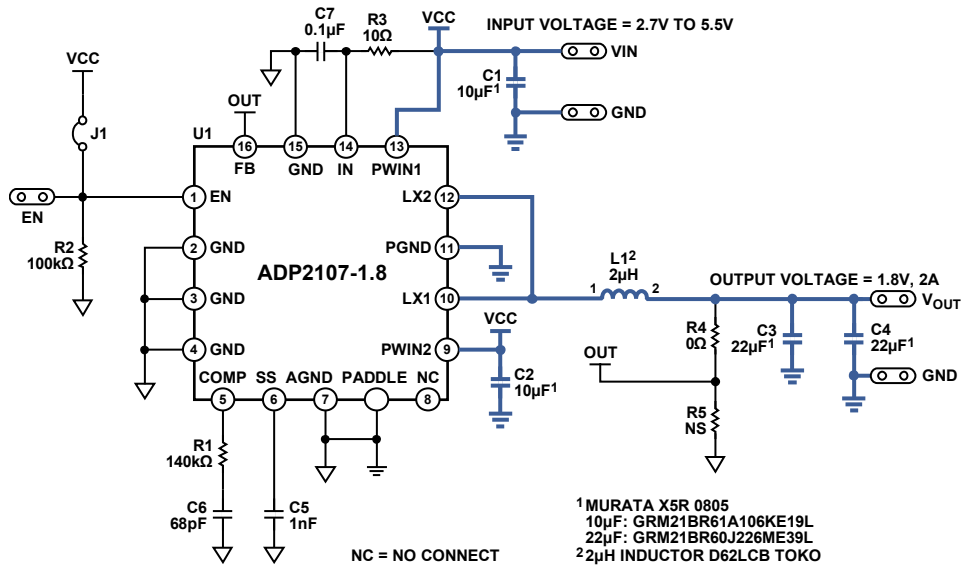 C7
0.1µF
R3
10Ω
VCC
INPUT VOLTAGE = 2.7V TO 5.5V
VIN
C1
10µF1
GND
VCC
J1
OUT
U1
16
15
14
13
FB
GND
IN
PWIN1
EN
1
EN
R2
100kΩ
2
GND
3
GND
4
GND
ADP2107-1.8
LX2
12
PGND
11
LX1
10
PWIN2
9
L12
2µH
1
2
OUTPUT VOLTAGE = 1.8V, 2A
VOUT
VCC
C2
10µF1
OUT
R4
0Ω
R5
NS
C3
22µF1
C4
22µF1
GND
COMP
SS
AGND
PADDLE
NC
5
6
7
8
R1
140kΩ
C6
68pF
C5
1nF
NC = NO CONNECT
1 MURATA X5R 0805
10µF: GRM21BR61A106KE19L
22µF: GRM21BR60J226ME39L
2 2µH INDUCTOR D62LCB TOKO